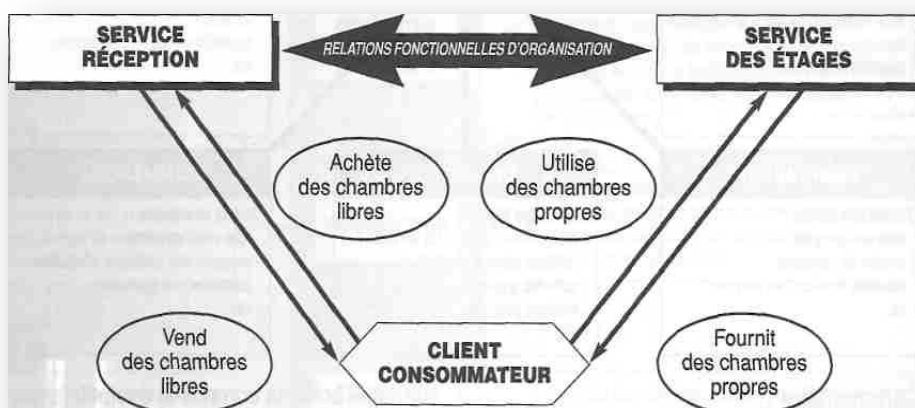 SERVICE
RÉCEPTION
RELATIONS FONCTIONNELLES D'ORGANISATION
SERVICE
DES ÉTAGES
Achète
des chambres
libres
Utilise
des chambres
propres
Vend
des chambres
libres
CLIENT
CONSOMMATEUR
Fournit
des chambres
propres